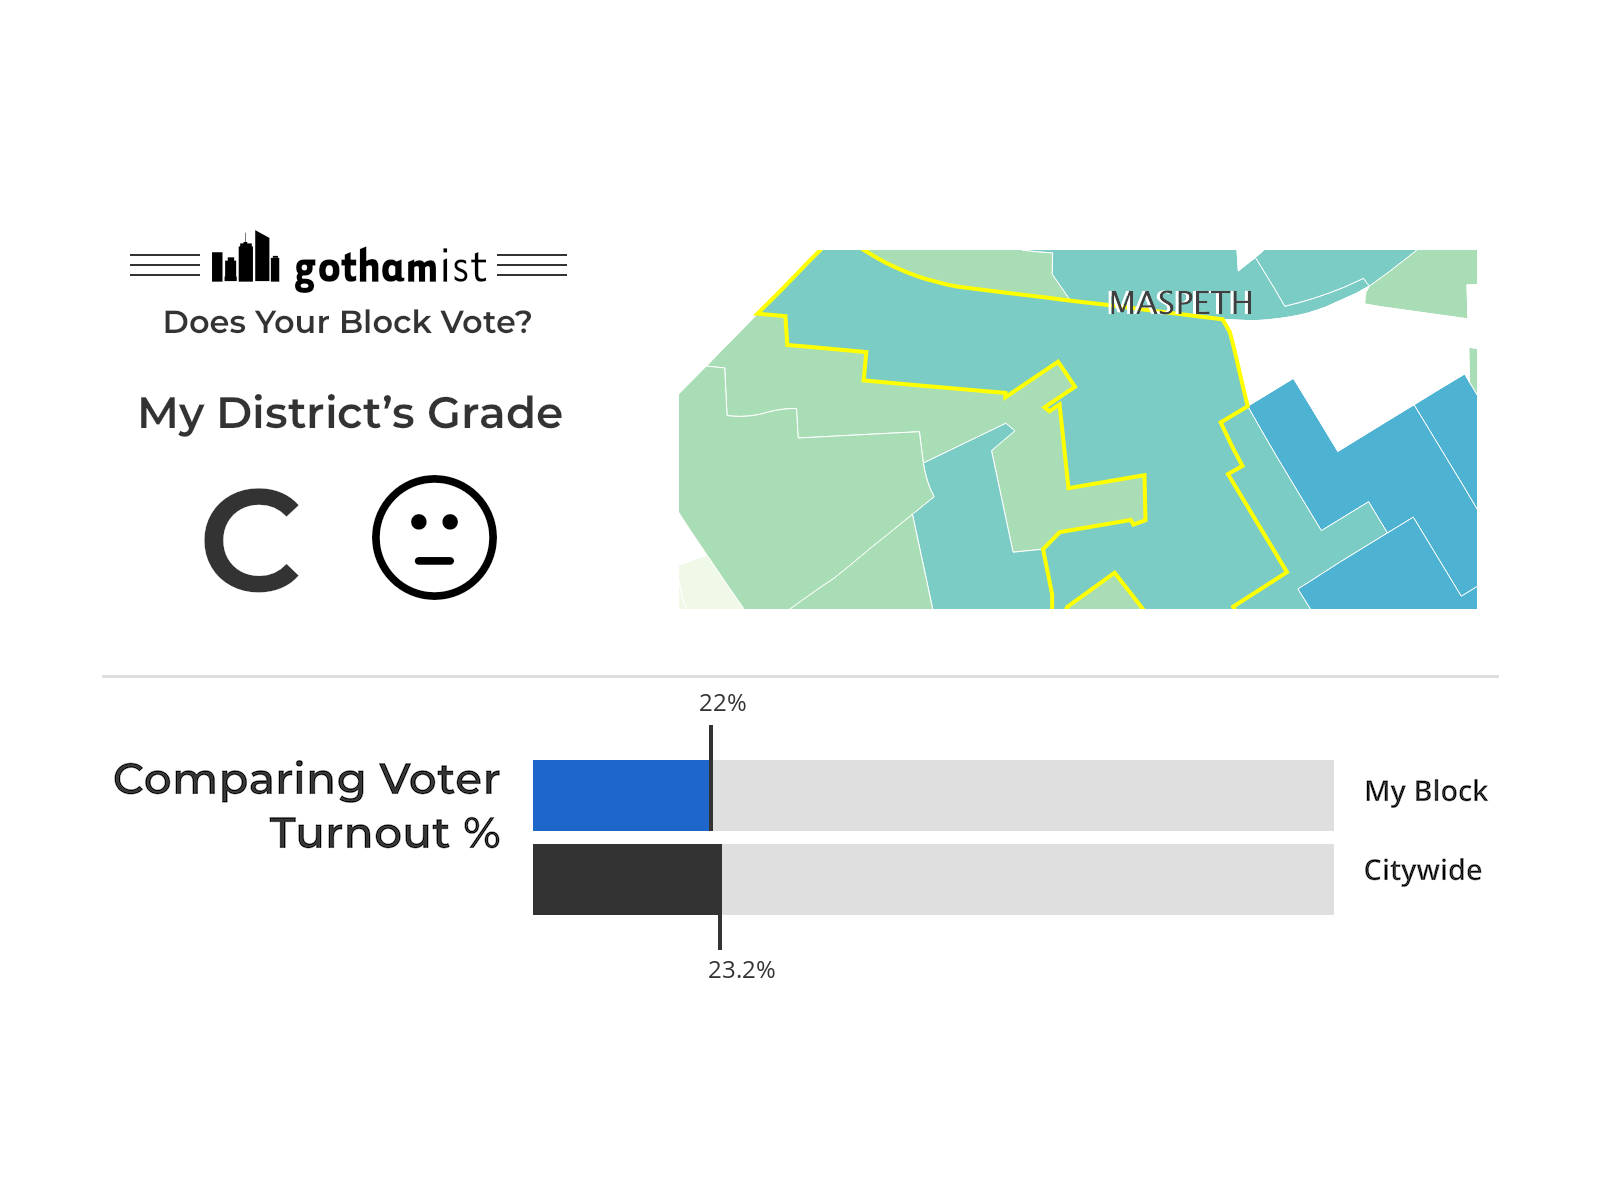 gothamist
Does Your Block Vote?
My District’s Grade
C
MASPETH
22%
Comparing Voter
Turnout %
My Block
Citywide
23.2%